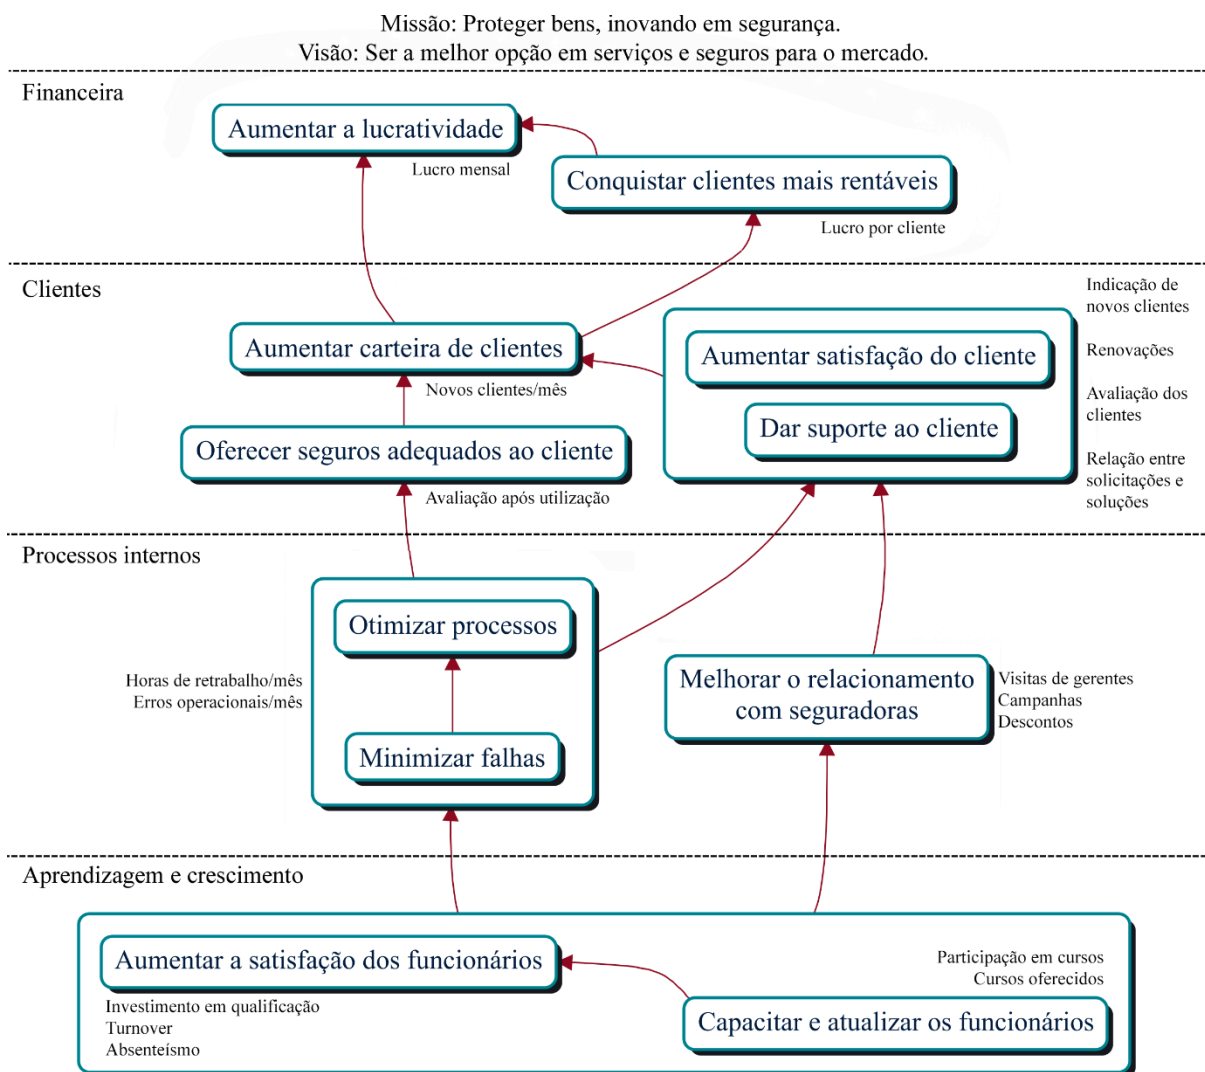 Missão: Proteger bens, inovando em segurança.
Visão: Ser a melhor opção em serviços e seguros para o mercado.
Financeira
Aumentar a lucratividade
Lucro mensal
Conquistar clientes mais rentáveis
Lucro por cliente
Clientes
Aumentar carteira de clientes
Novos clientes/mês
Aumentar satisfação do cliente
Dar suporte ao cliente
Indicação de
novos clientes
Renovações
Avaliação dos
clientes
Relação entre
solicitações e
soluções
Oferecer seguros adequados ao cliente
Avaliação após utilização
Processos internos
Otimizar processos
Horas de retrabalho/mês
Erros operacionais/mês
Minimizar falhas
Melhorar o relacionamento
com seguradoras
Visitas de gerentes
Campanhas
Descontos
Aprendizagem e crescimento
Aumentar a satisfação dos funcionários
Investimento em qualificação
Turnover
Absenteísmo
Participação em cursos
Cursos oferecidos
Capacitar e atualizar os funcionários